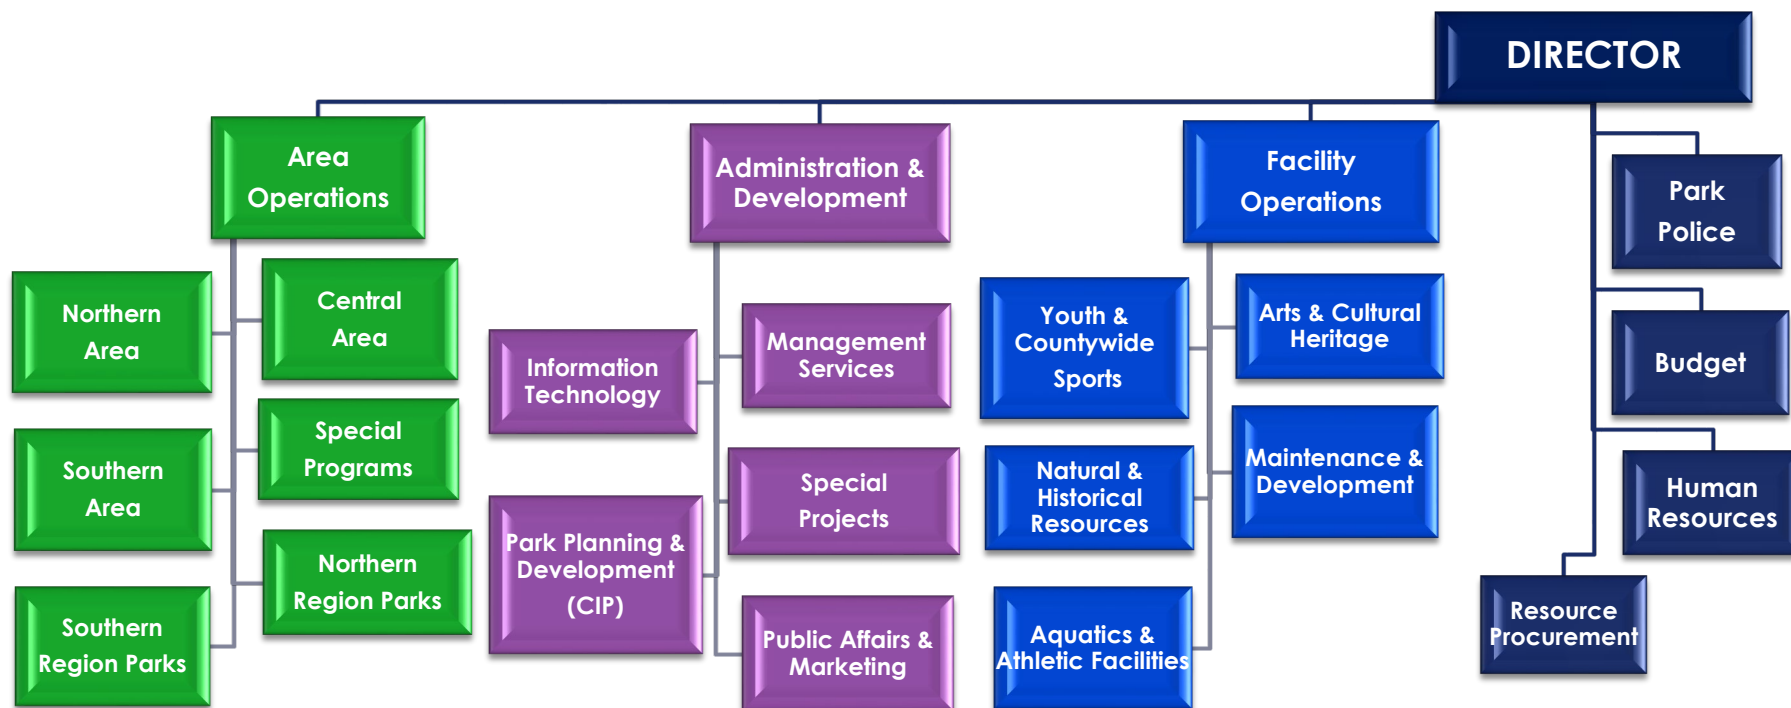 DIRECTOR
Area
Operations
Northern
Area
Central
Area
Southern
Area
Special
Programs
Southern
Region Parks
Northern
Region Parks
Administration &
Development
Information
Technology
Management
Services
Park Planning &
Development
(CIP)
Special
Projects
Public Affairs &
Marketing
Facility
Operations
Youth &
Countywide
Sports
Arts & Cultural
Heritage
Natural &
Historical
Resources
Maintenance &
Development
Aquatics &
Athletic Facilities
Park
Police
Budget
Human
Resources
Resource
Procurement